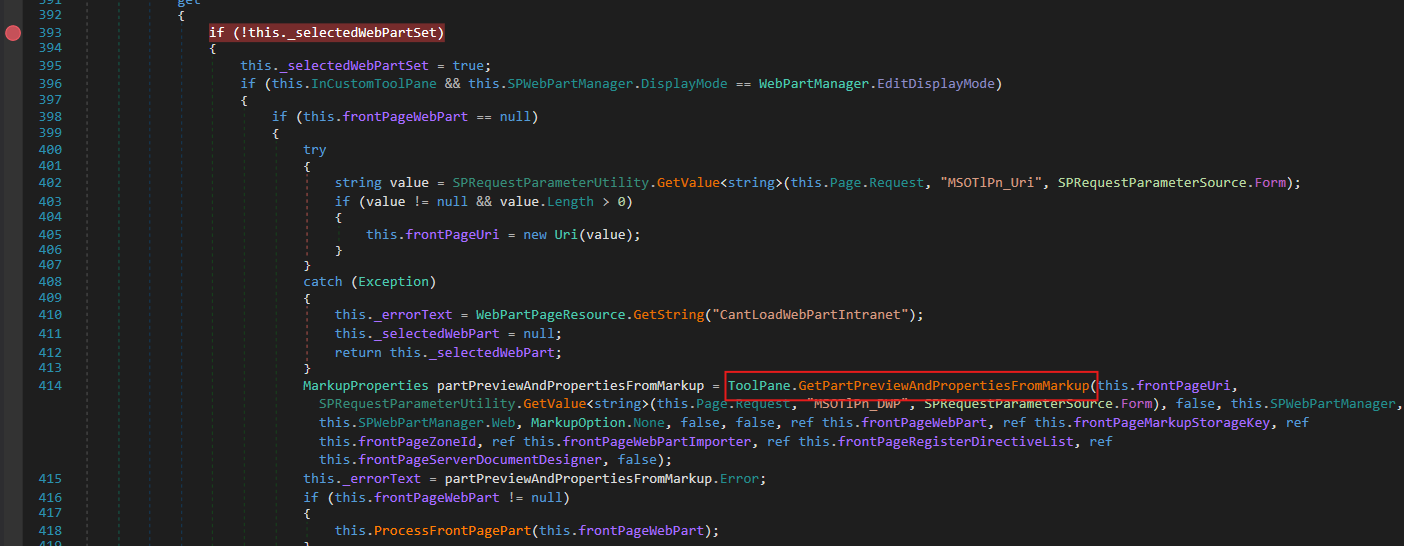 391 get
392 {
393 if (!this._selectedWebPartSet)
394 {
395 this._selectedWebPartSet = true;
396 if (this.InCustomToolPane && this.SPWebPartManager.DisplayMode == WebPartManager.EditDisplayMode)
397 {
398 if (this.frontPageWebPart == null)
399 {
400 try
401 {
402 string value = SPRequestParameterUtility.GetValue<string>(this.Page.Request, "MSOTlPn_Uri", SPRequestParameterSource.Form);
403 if (value != null && value.Length > 0)
404 {
405 this.frontPageUri = new Uri(value);
406 }
407 }
408 catch (Exception)
409 {
410 this._errorText = WebPartPageResource.GetString("CantLoadWebPartIntranet");
411 this._selectedWebPart = null;
412 return this._selectedWebPart;
413 }
414 MarkupProperties partPreviewAndPropertiesFromMarkup = ToolPane.GetPartPreviewAndPropertiesFromMarkup(this.frontPageUri,
SPRequestParameterUtility.GetValue<string>(this.Page.Request, "MSOTlPn_DWP", SPRequestParameterSource.Form), false, this.SPWebPartManager,
this.SPWebPartManager.Web, MarkupOption.None, false, false, ref this.frontPageWebPart, ref this.frontPageMarkupStorageKey, ref
this.frontPageZoneId, ref this.frontPageWebPartImporter, ref this.frontPageRegisterDirectiveList, ref
this.frontPageServerDocumentDesigner, false);
415 this._errorText = partPreviewAndPropertiesFromMarkup.Error;
416 if (this.frontPageWebPart != null)
417 {
418 this.ProcessFrontPagePart(this.frontPageWebPart);
419 }